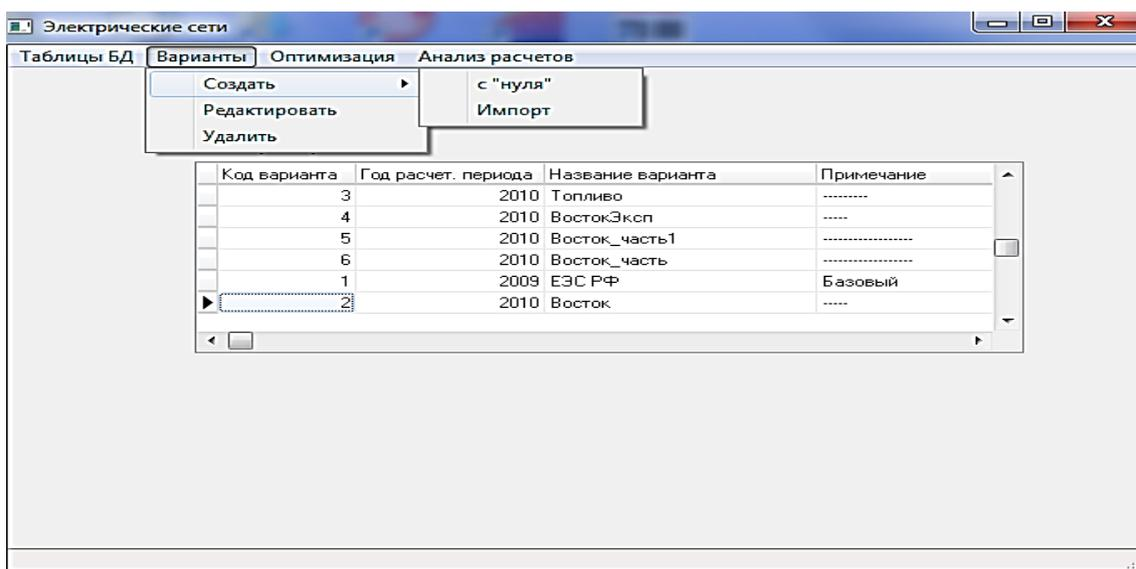 Электрические сети
Таблицы БД Варианты Оптимизация Анализ расчетов
Создать с "нуля"
Редактировать Импорт
Удалить
Код варианта Год расчет. периода Название варианта Примечание
3 2010 Топливо ---------
4 2010 ВостокЭксп -----
5 2010 Восток_часть1 -----------------
6 2010 Восток_часть -----------------
1 2009 ЕЭС РФ Базовый
2 2010 Восток -----